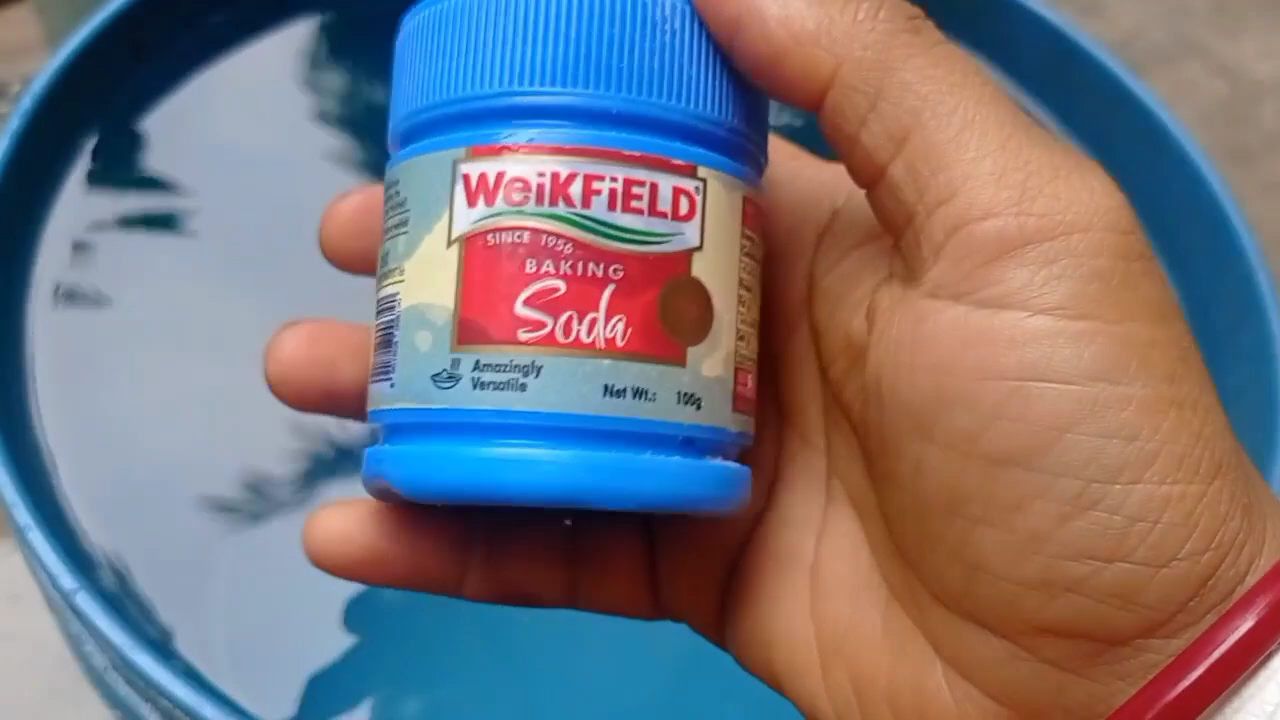 WeiKFiELD®
SINCE 1956
BAKING
Soda
Amazingly
Versatile
Net Wt.: 100g